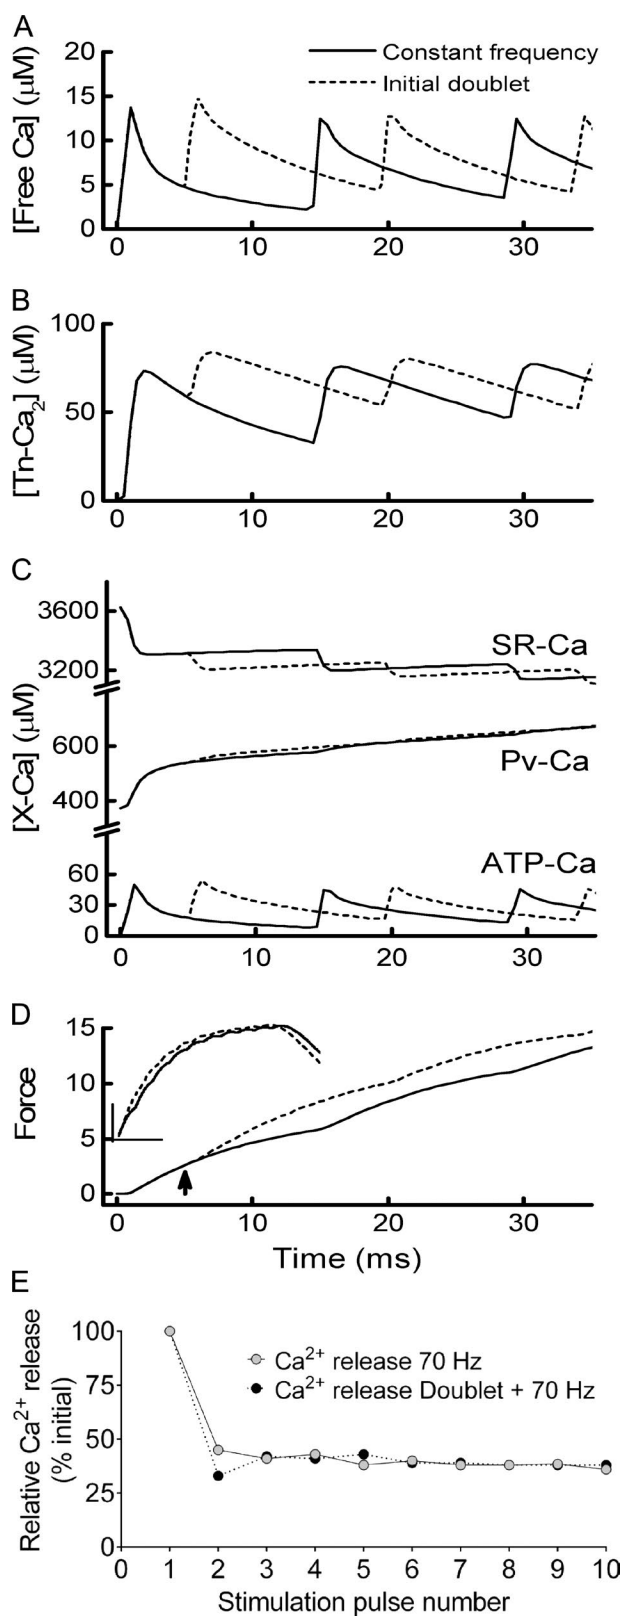 A
[Free Ca] (μM)
20
15
10
5
0
Constant frequency
Initial doublet
0 10 20 30
B
[Tn-Ca₂] (μM)
100
50
0
0 10 20 30
C
[X-Ca] (μM)
3600
3200
SR-Ca
600
400
Pv-Ca
60
30
0
ATP-Ca
0 10 20 30
D
Force
15
10
5
0
0 10 20 30
Time (ms)
E
Relative Ca²⁺ release
(% initial)
100
75
50
25
0
Ca²⁺ release 70 Hz
Ca²⁺ release Doublet + 70 Hz
0 1 2 3 4 5 6 7 8 9 10
Stimulation pulse number